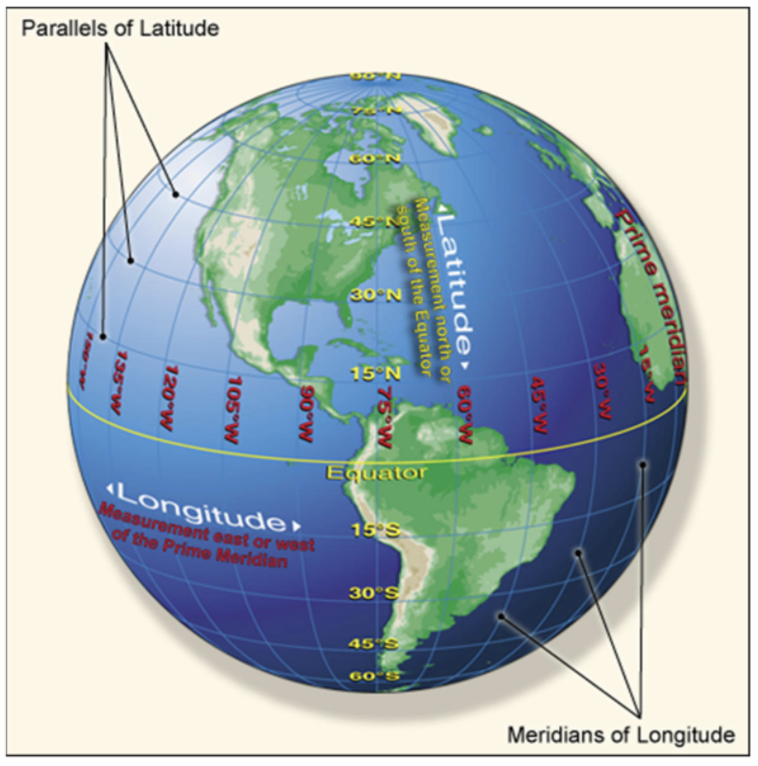 Parallels of Latitude
75°N
60°N
45°N
Latitude
Measurement north or
south of the Equator
Prime meridian
30°N
15°N
135°W
120°W
105°W
90°W
75°W
60°W
45°W
30°W
15°W
Equator
Longitude
Measurement east or west
of the Prime Meridian
15°S
30°S
45°S
60°S
Meridians of Longitude